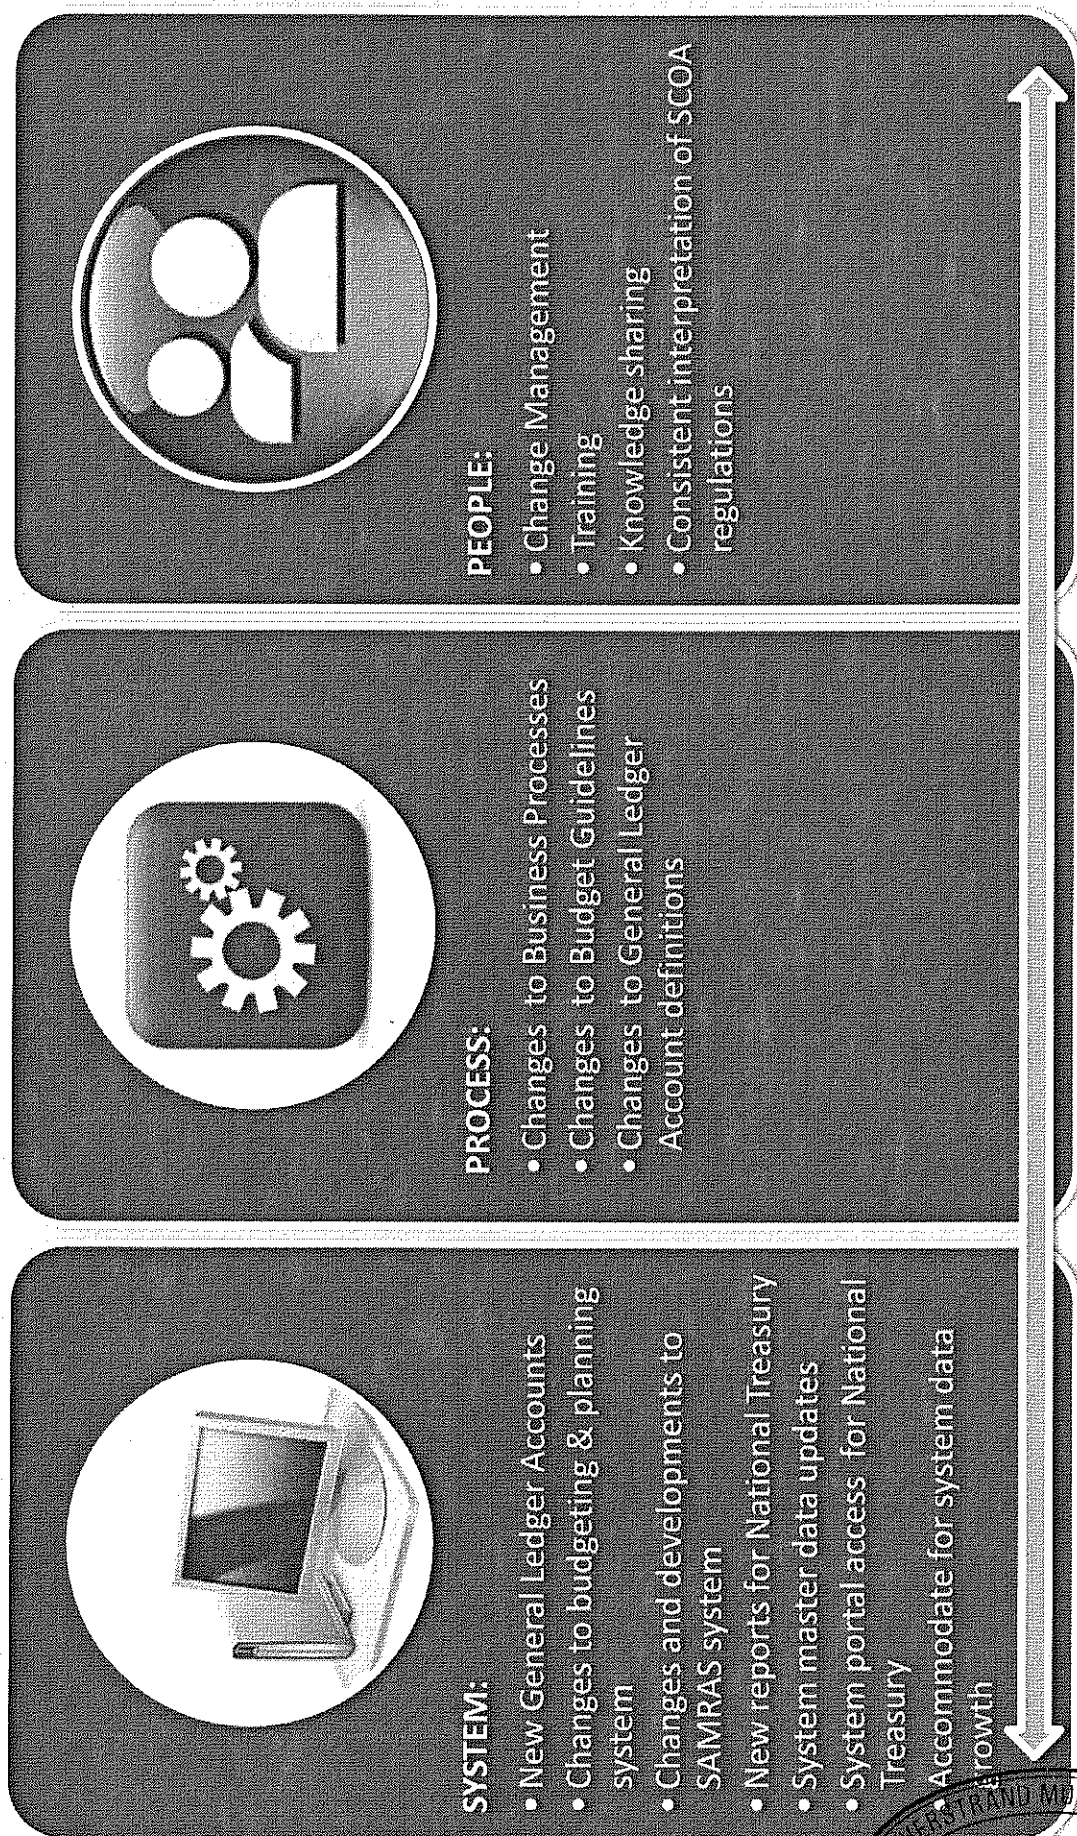 SYSTEM:
• New General Ledger Accounts
• Changes to budgeting & planning
system
• Changes and developments to
SAMRAS system
• New reports for National Treasury
• System master data updates
• System portal access for National
Treasury
• Accommodate for system data
growth
PROCESS:
• Changes to Business Processes
• Changes to Budget Guidelines
• Changes to General Ledger
Account definitions
PEOPLE:
• Change Management
• Training
• Knowledge sharing
• Consistent interpretation of SCOA
regulations